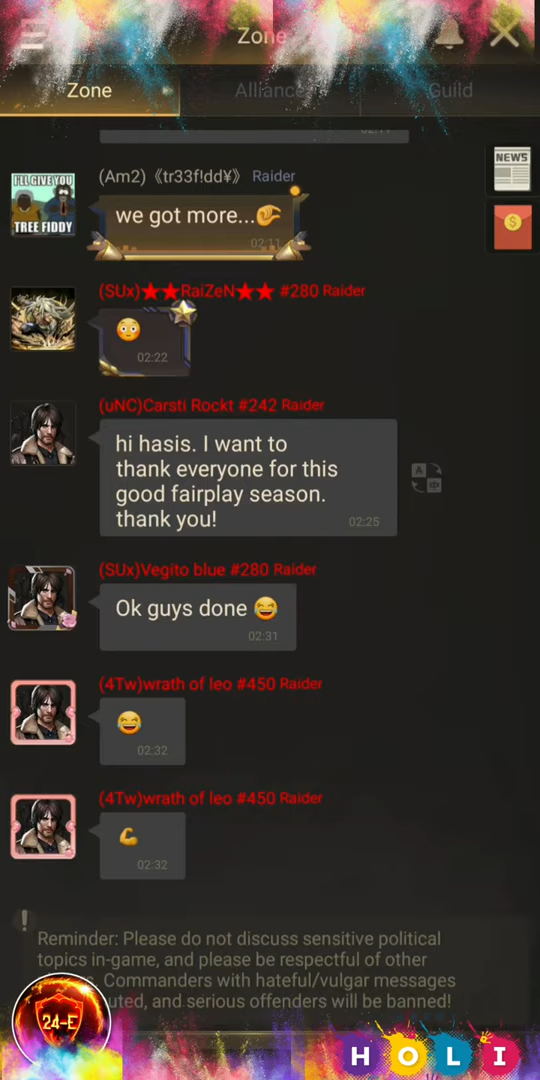 Zone
Zone
Alliance
Guild
02:11
NEWS
I'LL GIVE YOU
TREE FIDDY
(Am2)《tr33f!dd¥》 Raider
we got more...🤏
02:11
(SUx)★★RaiZeN★★ #280 Raider
😳
02:22
(uNC)Carsti Rockt #242 Raider
hi hasis. I want to
thank everyone for this
good fairplay season.
thank you!
02:25
(SUx)Vegito blue #280 Raider
Ok guys done 😂
02:31
(4Tw)wrath of leo #450 Raider
😂
02:32
(4Tw)wrath of leo #450 Raider
💪
02:32
Reminder: Please do not discuss sensitive political
topics in-game, and please be respectful of other
Commanders with hateful/vulgar messages
and serious offenders will be banned!
24-E
HOLI